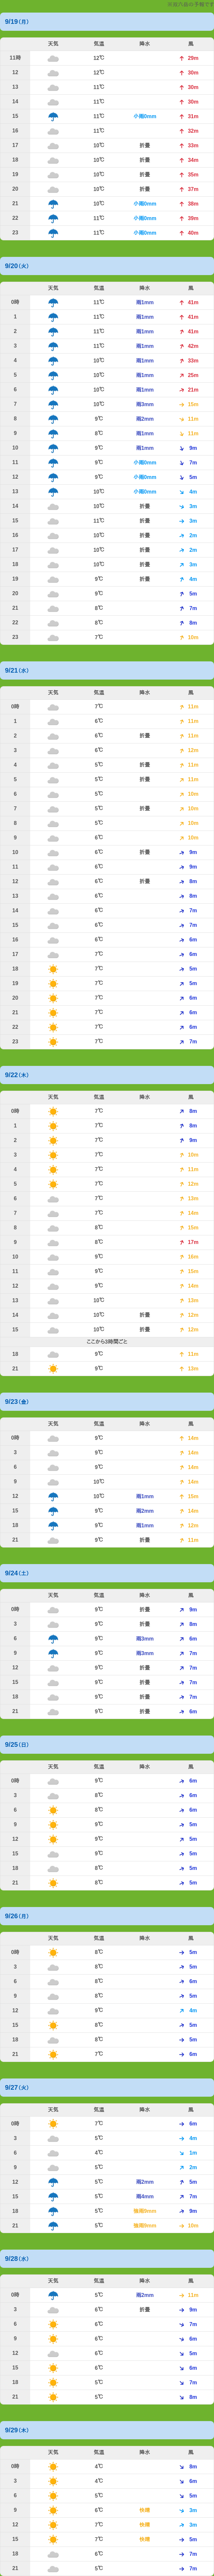 9/19(月)
天気 気温 降水 風
11時 12℃ 29m
12 12℃ 30m
13 11℃ 30m
14 11℃ 30m
15 11℃ 小雨0mm 31m
16 11℃ 32m
17 10℃ 折畳 33m
18 10℃ 折畳 34m
19 10℃ 折畳 35m
20 10℃ 折畳 37m
21 10℃ 小雨0mm 38m
22 11℃ 小雨0mm 39m
23 11℃ 小雨0mm 40m
9/20(火)
天気 気温 降水 風
0時 11℃ 雨1mm 41m
1 11℃ 雨1mm 41m
2 11℃ 雨1mm 41m
3 11℃ 雨1mm 42m
4 10℃ 雨1mm 33m
5 10℃ 雨1mm 25m
6 10℃ 雨1mm 21m
7 10℃ 雨3mm 15m
8 9℃ 雨2mm 11m
9 8℃ 雨1mm 11m
10 9℃ 雨1mm 9m
11 9℃ 小雨0mm 7m
12 9℃ 小雨0mm 5m
13 10℃ 小雨0mm 4m
14 10℃ 折畳 3m
15 11℃ 折畳 3m
16 10℃ 折畳 2m
17 10℃ 折畳 2m
18 10℃ 折畳 3m
19 9℃ 折畳 4m
20 9℃ 5m
21 8℃ 7m
22 8℃ 8m
23 7℃ 10m
9/21(水)
天気 気温 降水 風
0時 7℃ 11m
1 6℃ 11m
2 6℃ 折畳 11m
3 6℃ 12m
4 5℃ 折畳 11m
5 5℃ 折畳 11m
6 5℃ 10m
7 5℃ 折畳 10m
8 5℃ 10m
9 6℃ 10m
10 6℃ 折畳 9m
11 6℃ 9m
12 6℃ 折畳 8m
13 6℃ 8m
14 6℃ 7m
15 6℃ 7m
16 6℃ 6m
17 7℃ 6m
18 7℃ 5m
19 7℃ 5m
20 7℃ 6m
21 7℃ 6m
22 7℃ 6m
23 7℃ 7m
9/22(木)
天気 気温 降水 風
0時 7℃ 8m
1 7℃ 8m
2 7℃ 9m
3 7℃ 10m
4 7℃ 11m
5 7℃ 12m
6 7℃ 13m
7 7℃ 14m
8 8℃ 15m
9 8℃ 17m
10 9℃ 16m
11 9℃ 15m
12 9℃ 14m
13 10℃ 13m
14 10℃ 折畳 12m
15 10℃ 折畳 12m
ここから3時間ごと
18 9℃ 11m
21 9℃ 13m
9/23(金)
天気 気温 降水 風
0時 9℃ 14m
3 9℃ 14m
6 9℃ 14m
9 10℃ 14m
12 10℃ 雨1mm 15m
15 9℃ 雨2mm 14m
18 9℃ 雨1mm 12m
21 9℃ 折畳 11m
9/24(土)
天気 気温 降水 風
0時 9℃ 折畳 9m
3 9℃ 折畳 8m
6 9℃ 雨3mm 6m
9 9℃ 雨3mm 7m
12 9℃ 折畳 7m
15 9℃ 折畳 7m
18 9℃ 折畳 7m
21 9℃ 折畳 6m
9/25(日)
天気 気温 降水 風
0時 9℃ 6m
3 8℃ 6m
6 8℃ 6m
9 9℃ 5m
12 9℃ 5m
15 9℃ 5m
18 8℃ 5m
21 8℃ 5m
9/26(月)
天気 気温 降水 風
0時 8℃ 5m
3 8℃ 5m
6 8℃ 6m
9 8℃ 5m
12 9℃ 4m
15 8℃ 5m
18 8℃ 5m
21 7℃ 6m
9/27(火)
天気 気温 降水 風
0時 7℃ 6m
3 5℃ 4m
6 4℃ 1m
9 5℃ 2m
12 5℃ 雨2mm 5m
15 5℃ 雨4mm 7m
18 5℃ 9m
21 5℃ 10m
9/28(水)
天気 気温 降水 風
0時 5℃ 雨2mm 11m
3 6℃ 折畳 9m
6 6℃ 7m
9 6℃ 6m
12 6℃ 5m
15 6℃ 6m
18 5℃ 7m
21 5℃ 8m
9/29(木)
天気 気温 降水 風
0時 4℃ 8m
3 4℃ 6m
6 5℃ 5m
9 6℃ 快晴 3m
12 7℃ 快晴 3m
15 7℃ 快晴 5m
18 6℃ 7m
21 5℃ 7m